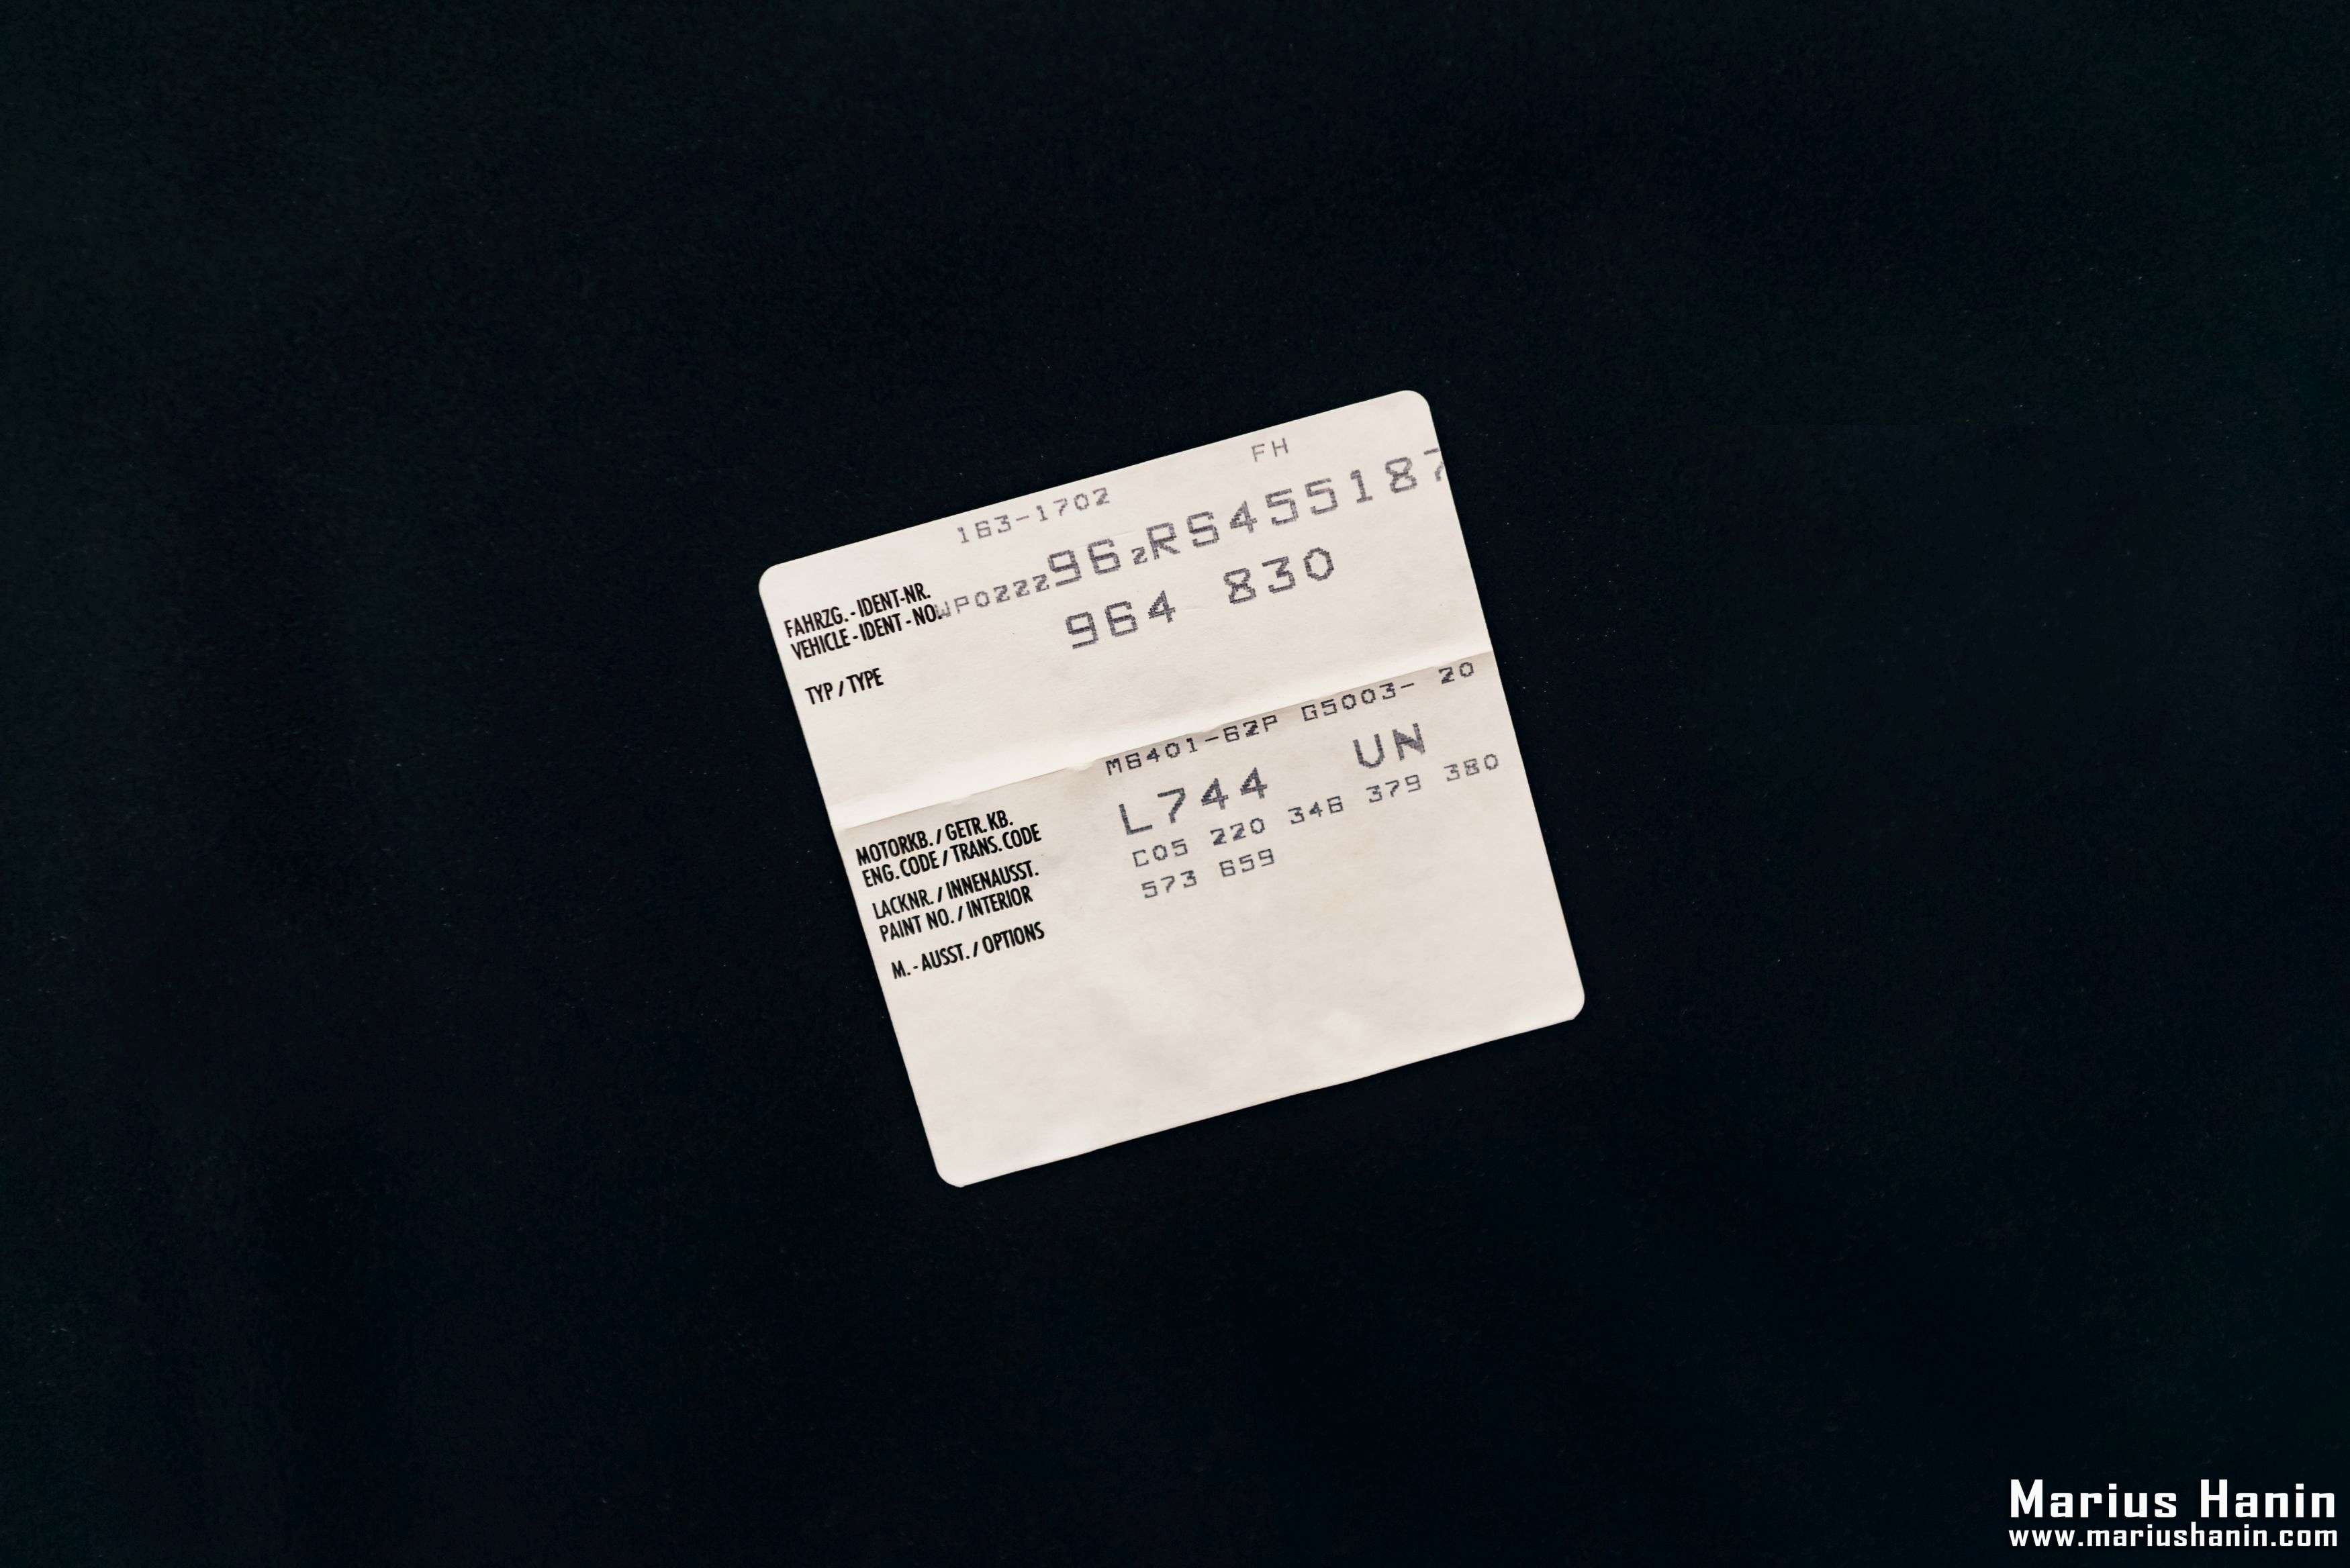 163-1702 FH
FAHRZG.-IDENT-NR.
VEHICLE-IDENT-NO. WP0ZZZ96ZRS455187
TYP / TYPE 964 830
M6401-62P G5003- 20
MOTORKB. / GETR. KB.
ENG. CODE / TRANS. CODE
L744 UN
LACKNR. / INNENAUSST.
PAINT NO. / INTERIOR
C05 220 346 379 380
573 659
M.-AUSST. / OPTIONS
Marius Hanin
www.mariushanin.com